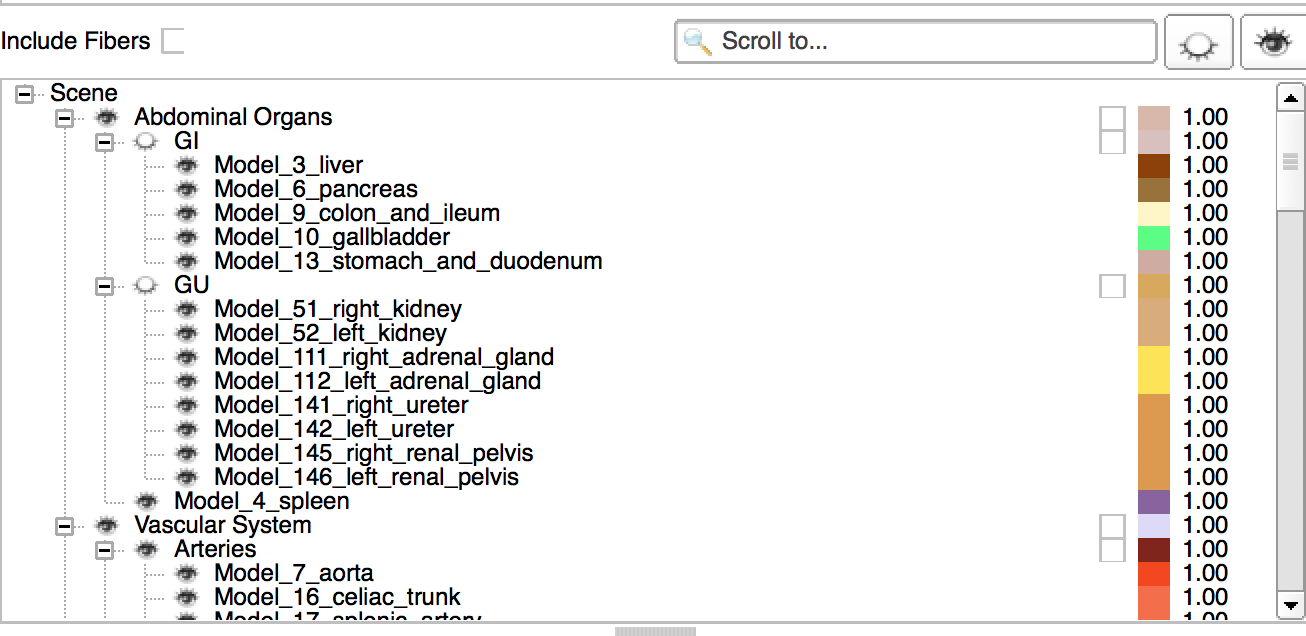 Include Fibers Scroll to...
Scene
Abdominal Organs 1.00
GI 1.00
Model_3_liver 1.00
Model_6_pancreas 1.00
Model_9_colon_and_ileum 1.00
Model_10_gallbladder 1.00
Model_13_stomach_and_duodenum 1.00
GU 1.00
Model_51_right_kidney 1.00
Model_52_left_kidney 1.00
Model_111_right_adrenal_gland 1.00
Model_112_left_adrenal_gland 1.00
Model_141_right_ureter 1.00
Model_142_left_ureter 1.00
Model_145_right_renal_pelvis 1.00
Model_146_left_renal_pelvis 1.00
Model_4_spleen 1.00
Vascular System 1.00
Arteries 1.00
Model_7_aorta 1.00
Model_16_celiac_trunk 1.00
Model_17_splenic_artery 1.00